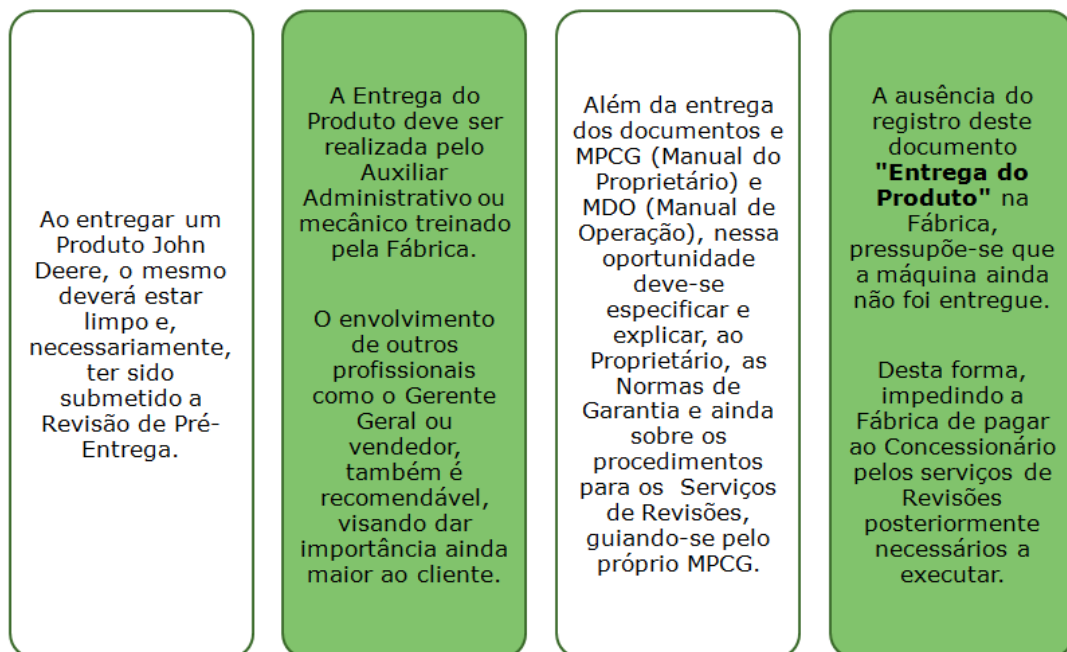 Ao entregar um
Produto John
Deere, o mesmo
deverá estar
limpo e,
necessariamente,
ter sido
submetido a
Revisão de Pré-
Entrega.
A Entrega do
Produto deve ser
realizada pelo
Auxiliar
Administrativo ou
mecânico treinado
pela Fábrica.
O envolvimento
de outros
profissionais
como o Gerente
Geral ou
vendedor,
também é
recomendável,
visando dar
importância ainda
maior ao cliente.
Além da entrega
dos documentos e
MPCG (Manual do
Proprietário) e
MDO (Manual de
Operação), nessa
oportunidade
deve-se
especificar e
explicar, ao
Proprietário, as
Normas de
Garantia e ainda
sobre os
procedimentos
para os Serviços
de Revisões,
guiando-se pelo
próprio MPCG.
A ausência do
registro deste
documento
"Entrega do
Produto" na
Fábrica,
pressupõe-se que
a máquina ainda
não foi entregue.
Desta forma,
impedindo a
Fábrica de pagar
ao Concessionário
pelos serviços de
Revisões
posteriormente
necessários a
executar.